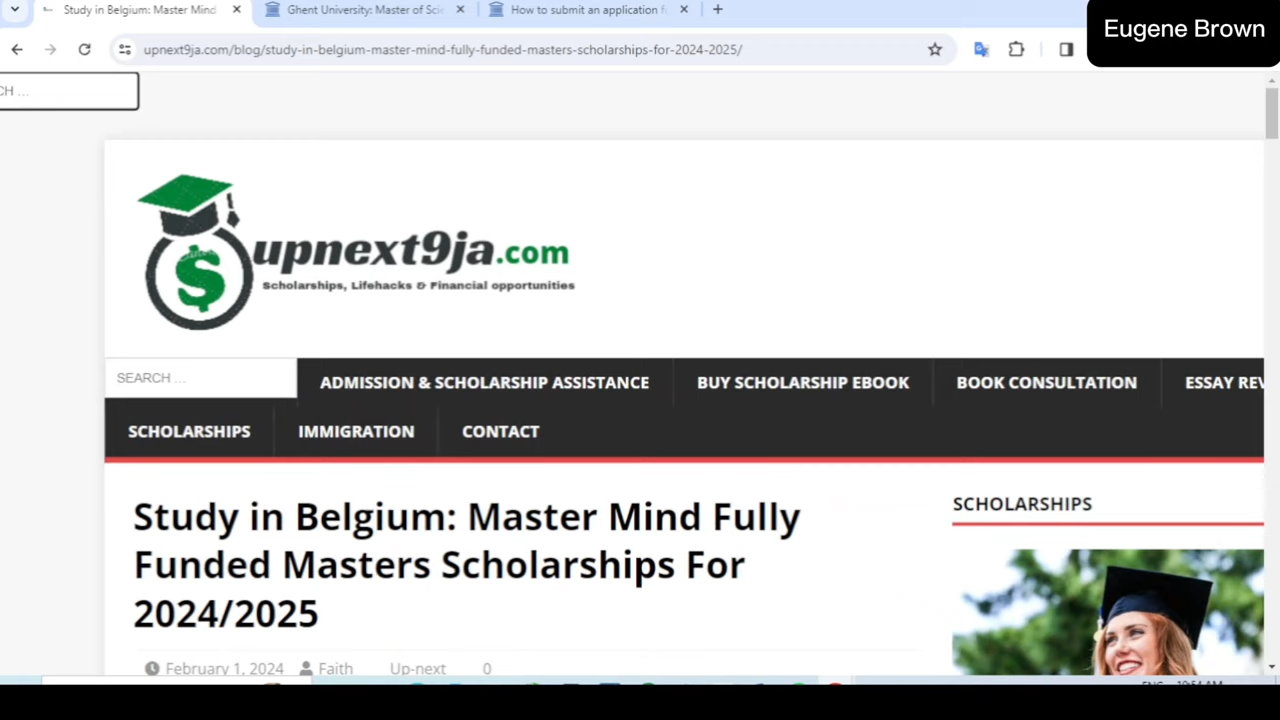 Study in Belgium: Master Mind
Ghent University: Master of Sci
How to submit an application f
Eugene Brown
upnext9ja.com/blog/study-in-belgium-master-mind-fully-funded-masters-scholarships-for-2024-2025/
CH ...
upnext9ja.com
Scholarships, Lifehacks & Financial opportunities
SEARCH ...
ADMISSION & SCHOLARSHIP ASSISTANCE
BUY SCHOLARSHIP EBOOK
BOOK CONSULTATION
ESSAY REV
SCHOLARSHIPS
IMMIGRATION
CONTACT
Study in Belgium: Master Mind Fully
Funded Masters Scholarships For
2024/2025
SCHOLARSHIPS
February 1, 2024
Faith
Up-next
0